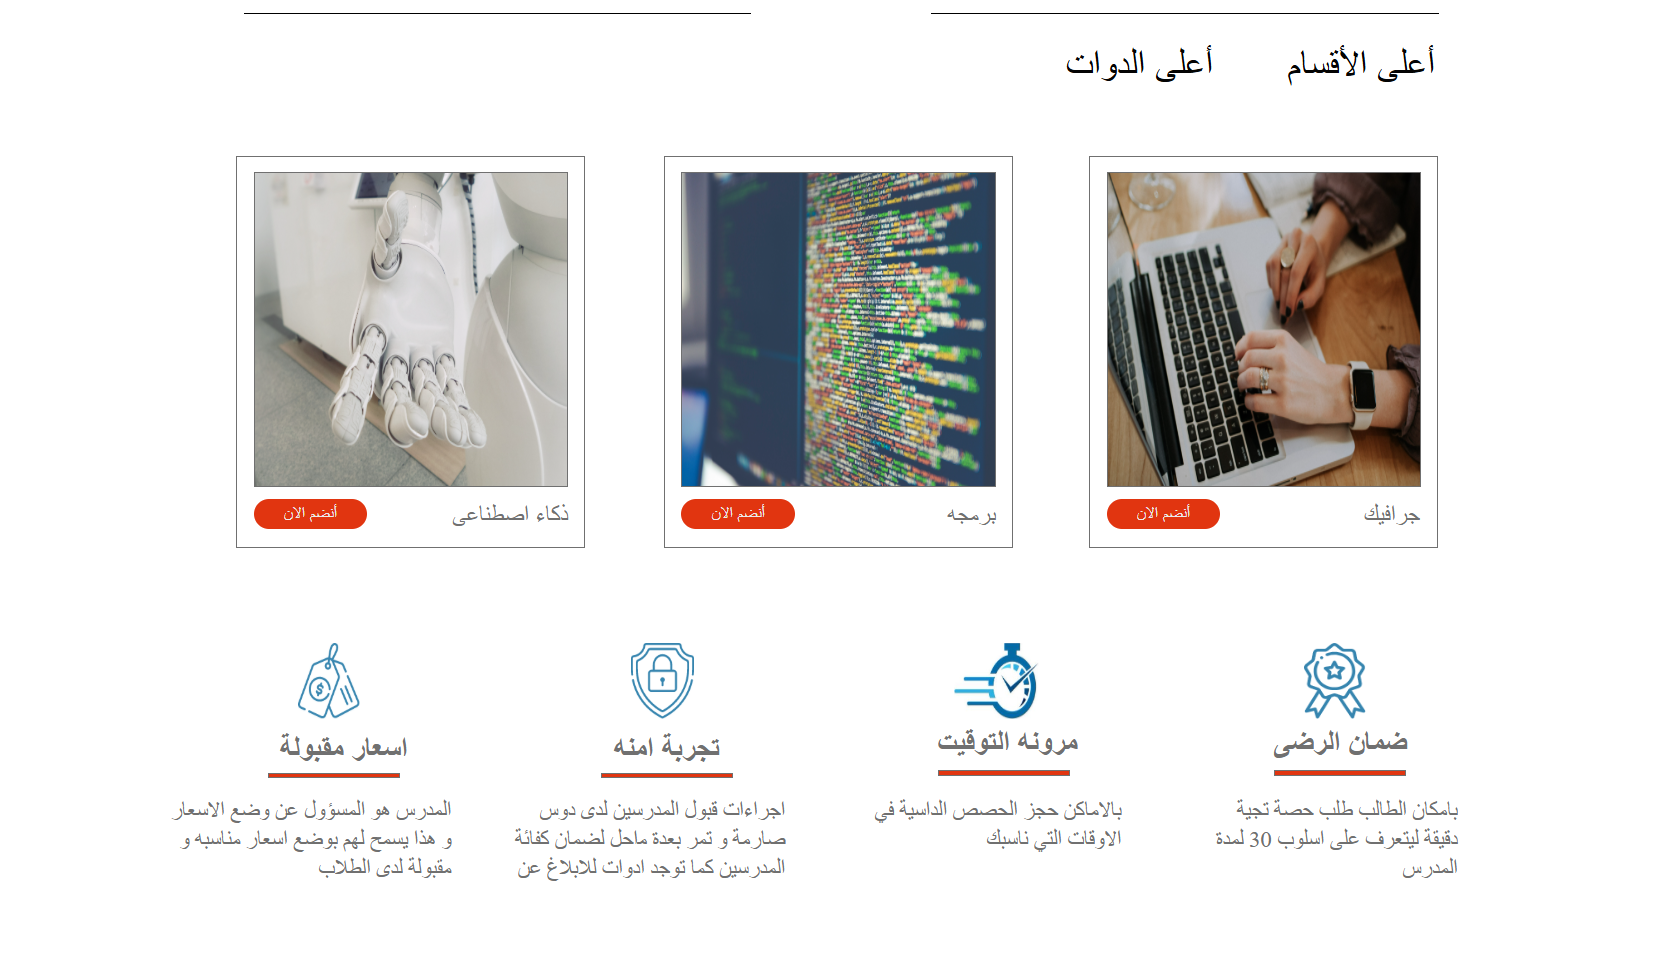 أعلى الأقسام
أعلى الدوات
جرافيك
أنضم الان
برمجه
أنضم الان
ذكاء اصطناعى
أنضم الان
ضمان الرضى
بامكان الطالب طلب حصة تجية
دقيقة ليتعرف على اسلوب 30 لمدة
المدرس
مرونه التوقيت
بالاماكن حجز الحصص الداسية في
الاوقات التي ناسبك
تجربة امنه
اجراءات قبول المدرسين لدى دوس
صارمة و تمر بعدة ماحل لضمان كفائة
المدرسين كما توجد ادوات للابلاغ عن
اسعار مقبولة
المدرس هو المسؤول عن وضع الاسعار
و هذا يسمح لهم بوضع اسعار مناسبه و
مقبولة لدى الطلاب